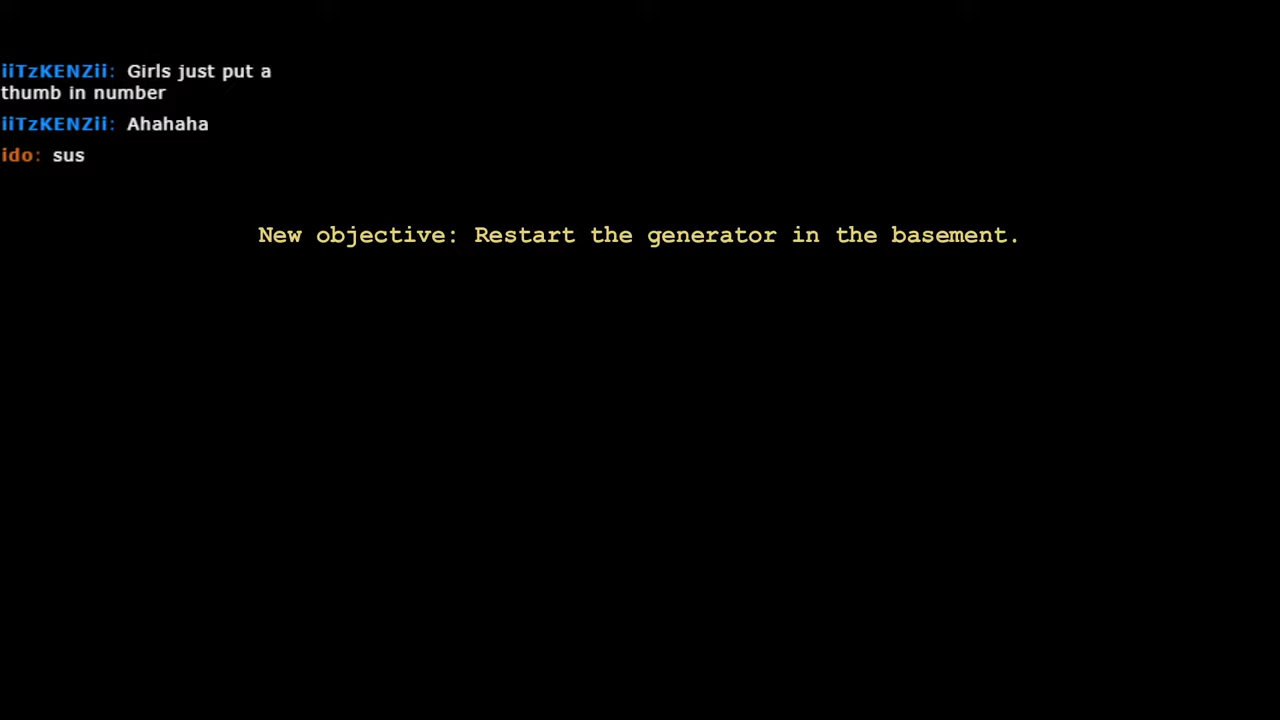 iiTzKENZii: Girls just put a
thumb in number
iiTzKENZii: Ahahaha
ido: sus
New objective: Restart the generator in the basement.